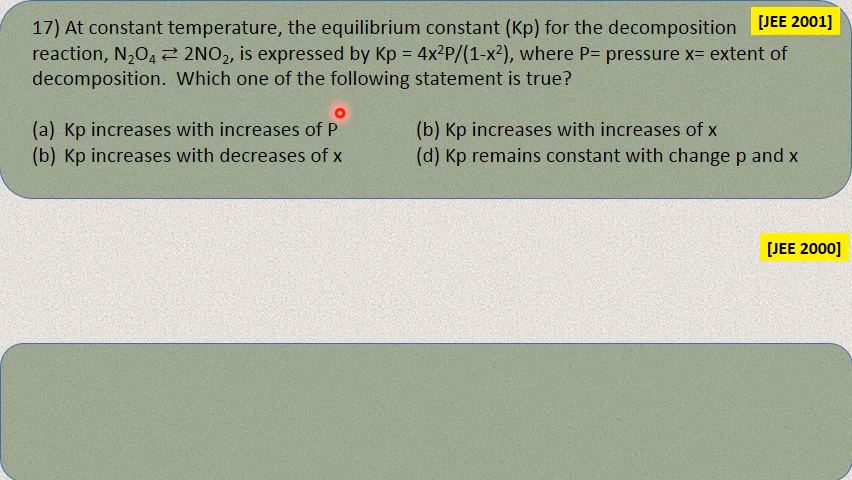 17) At constant temperature, the equilibrium constant (Kp) for the decomposition [JEE 2001]
reaction, N₂O₄ ⇄ 2NO₂, is expressed by Kp = 4x²P/(1-x²), where P= pressure x= extent of
decomposition. Which one of the following statement is true?
(a) Kp increases with increases of P (b) Kp increases with increases of x
(b) Kp increases with decreases of x (d) Kp remains constant with change p and x
[JEE 2000]